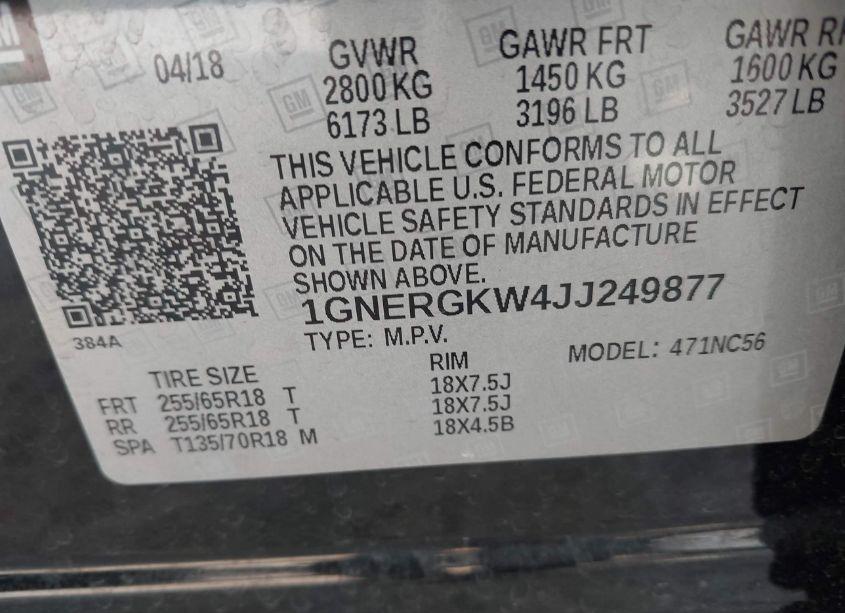 GM
04/18 GVWR GAWR FRT GAWR
2800 KG 1450 KG 1600 KG
6173 LB 3196 LB 3527 LB
THIS VEHICLE CONFORMS TO ALL
APPLICABLE U.S. FEDERAL MOTOR
VEHICLE SAFETY STANDARDS IN EFFECT
ON THE DATE OF MANUFACTURE
SHOWN ABOVE.
1GNERGKW4JJ249877
384A
TYPE: M.P.V. MODEL: 471NC56
TIRE SIZE RIM
FRT 255/65R18 T 18X7.5J
RR 255/65R18 T 18X7.5J
SPA T135/70R18 M 18X4.5B